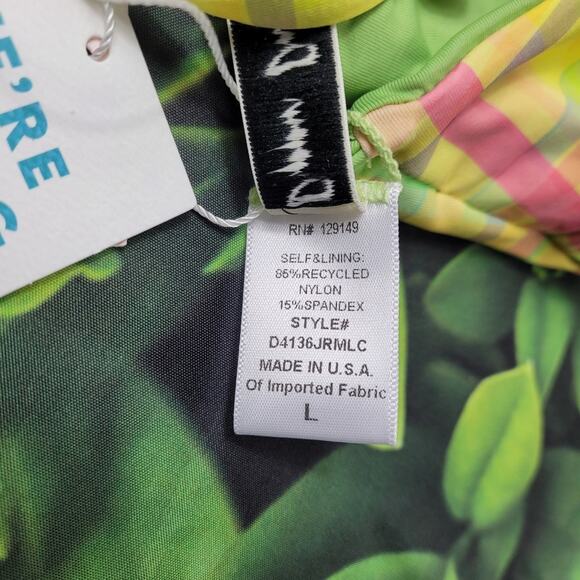 E'RE
RN# 129149
SELF&LINING:
85%RECYCLED
NYLON
15%SPANDEX
STYLE#
D4136JRMLC
MADE IN U.S.A.
Of Imported Fabric
L